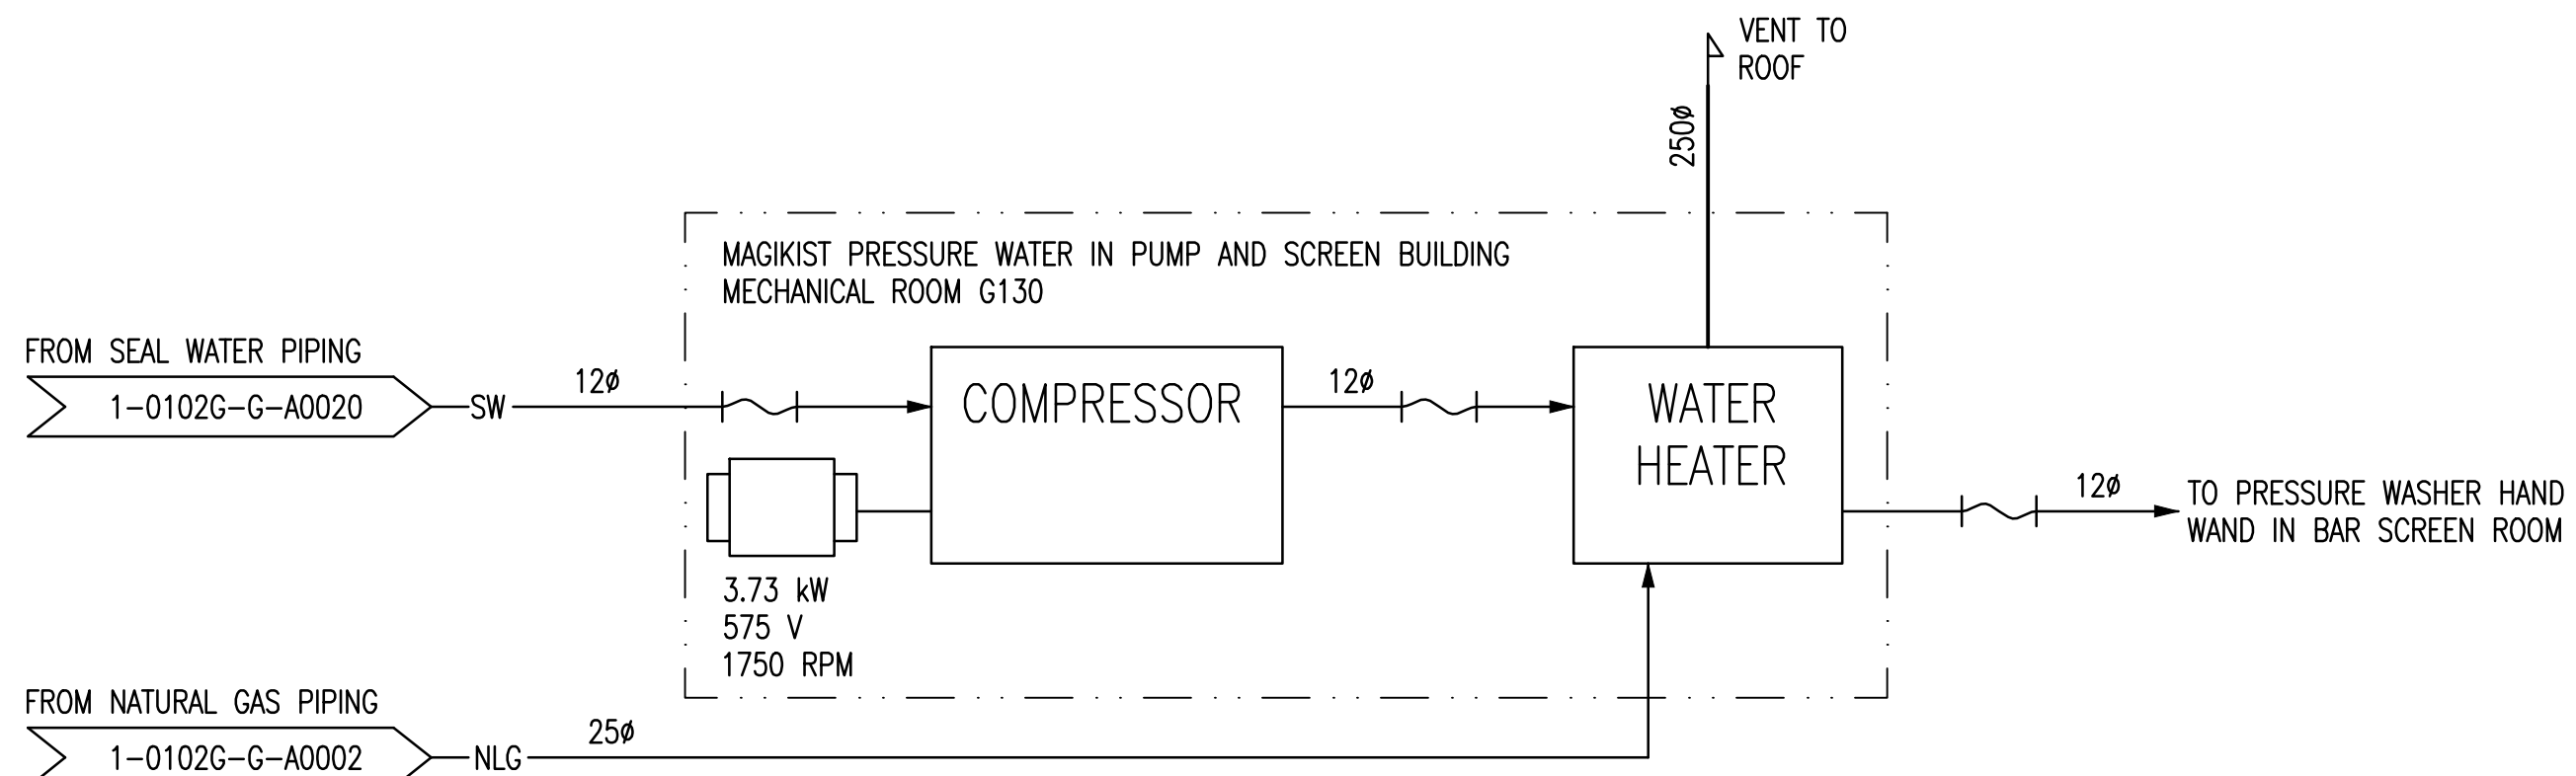 VENT TO
ROOF
250ø
MAGIKIST PRESSURE WATER IN PUMP AND SCREEN BUILDING
MECHANICAL ROOM G130
FROM SEAL WATER PIPING
1-0102G-G-A0020
SW
12ø
COMPRESSOR
12ø
WATER
HEATER
12ø
TO PRESSURE WASHER HAND
WAND IN BAR SCREEN ROOM
3.73 kW
575 V
1750 RPM
FROM NATURAL GAS PIPING
1-0102G-G-A0002
NLG
25ø